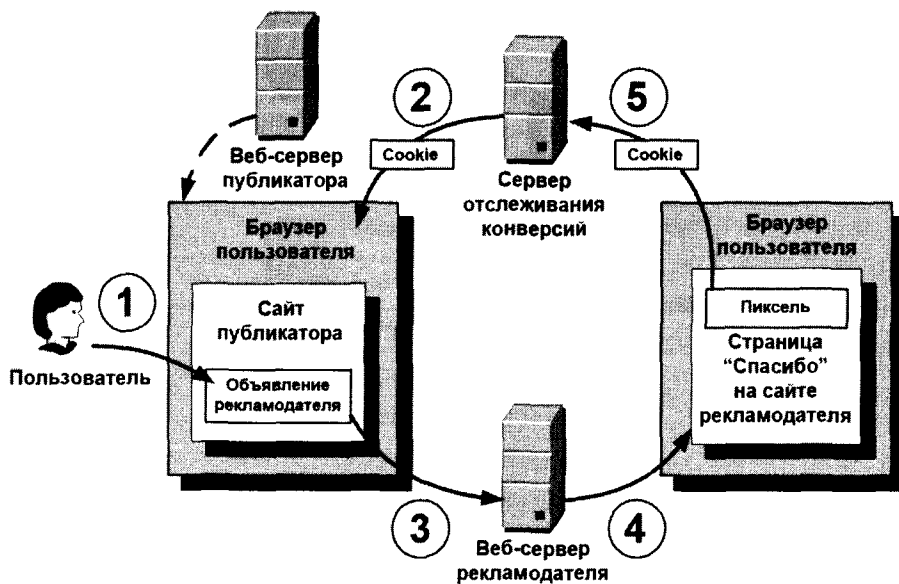 2
5
Cookie
Cookie
Веб-сервер
публикатора
Сервер
отслеживания
конверсий
Браузер
пользователя
Браузер
пользователя
1
Сайт
публикатора
Пиксель
Страница
“Спасибо”
на сайте
рекламодателя
Пользователь
Объявление
рекламодателя
3
4
Веб-сервер
рекламодателя